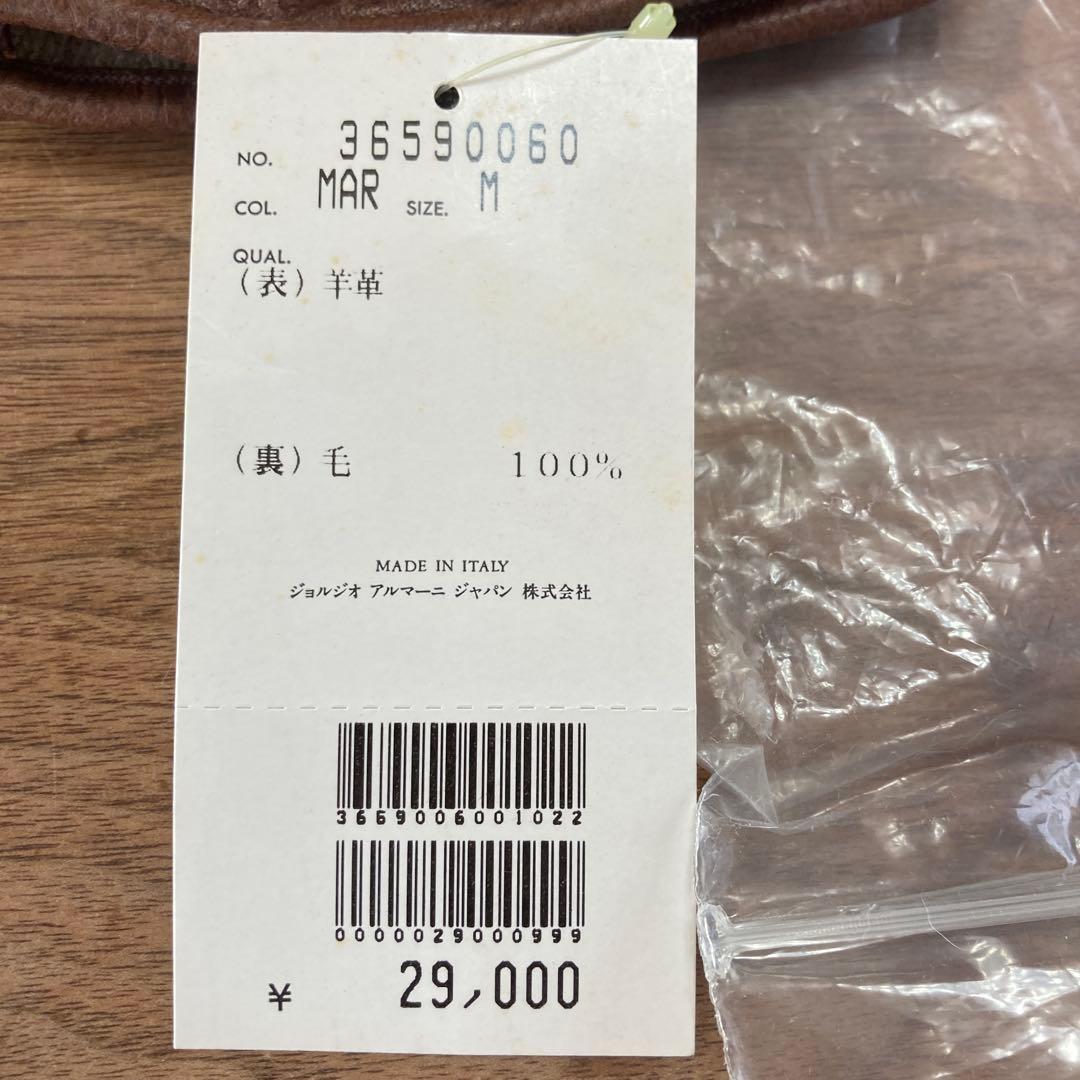 NO. 36590060
COL. MAR SIZE. M
QUAL.
(表) 羊革
(裏) 毛 100%
MADE IN ITALY
ジョルジオ アルマーニ ジャパン 株式会社
3669006001022
0000029000999
¥ 29,000